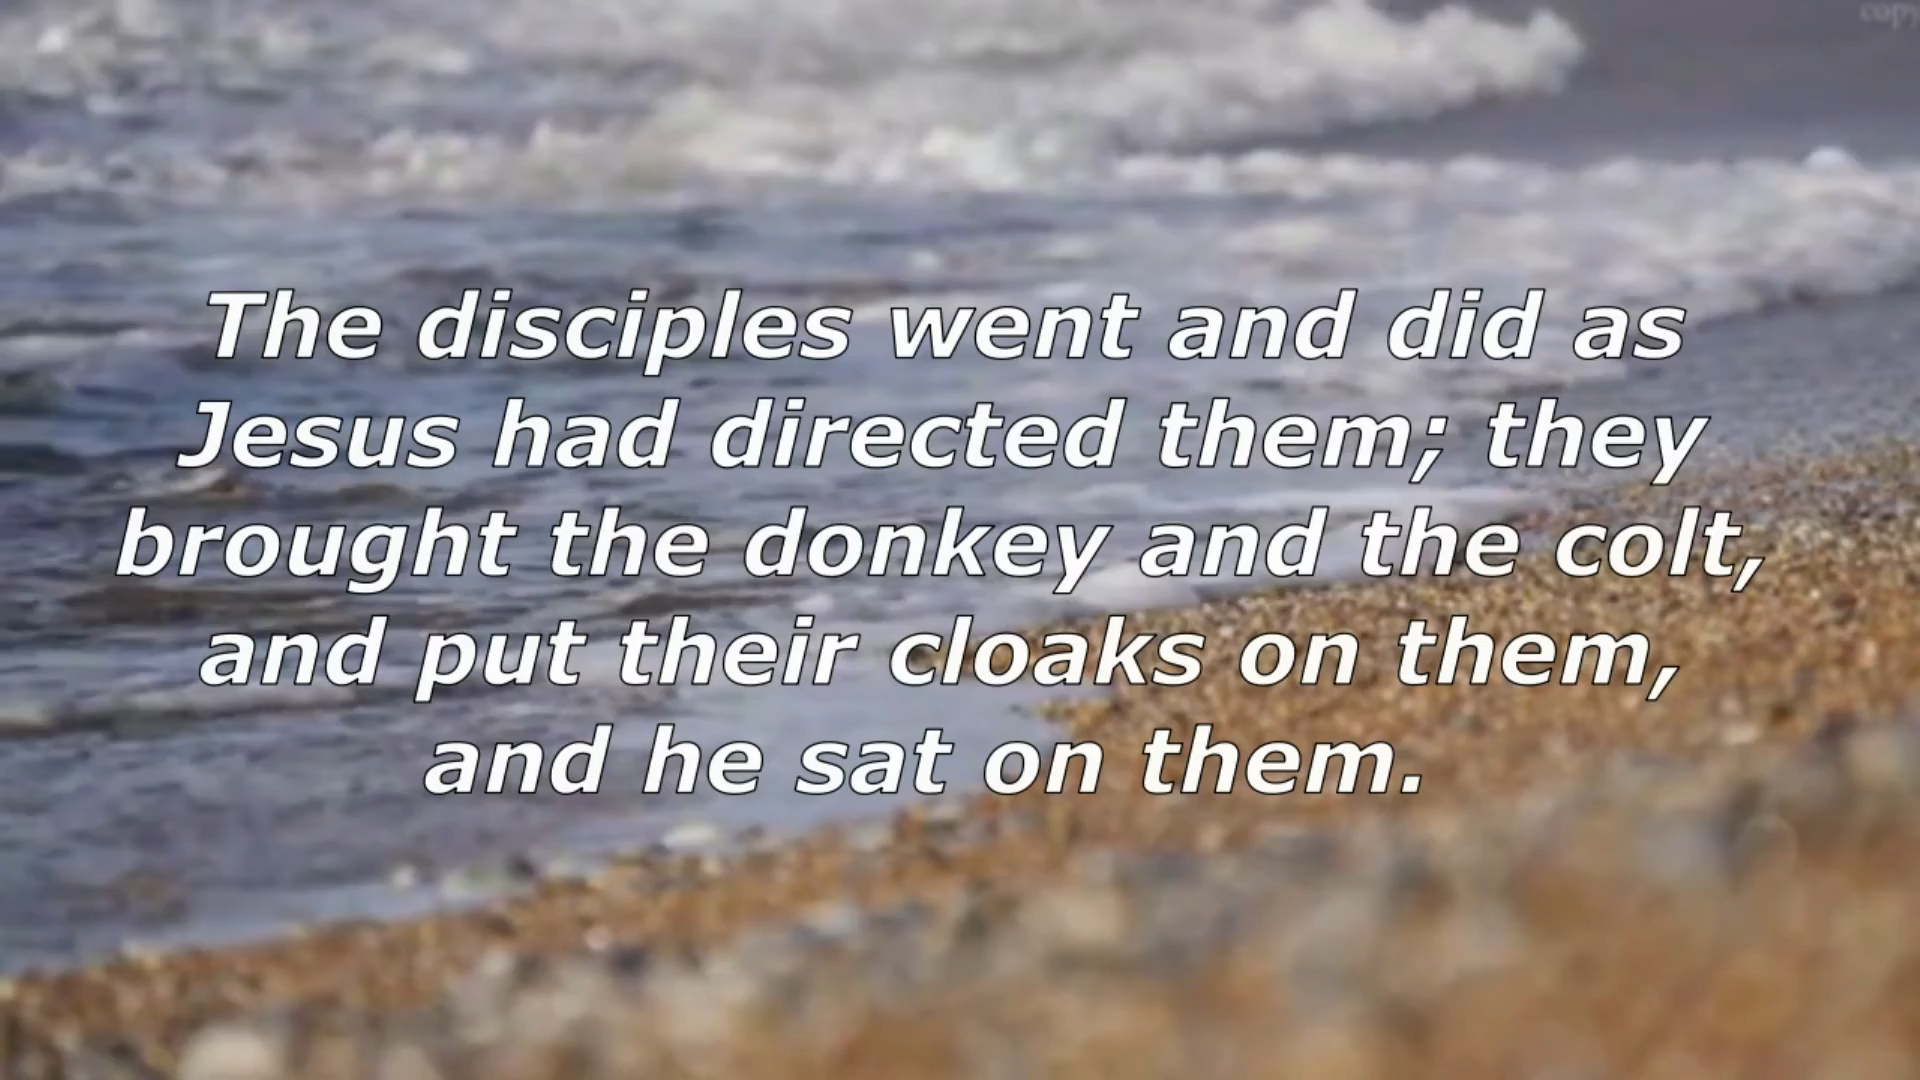 copy
The disciples went and did as
Jesus had directed them; they
brought the donkey and the colt,
and put their cloaks on them,
and he sat on them.